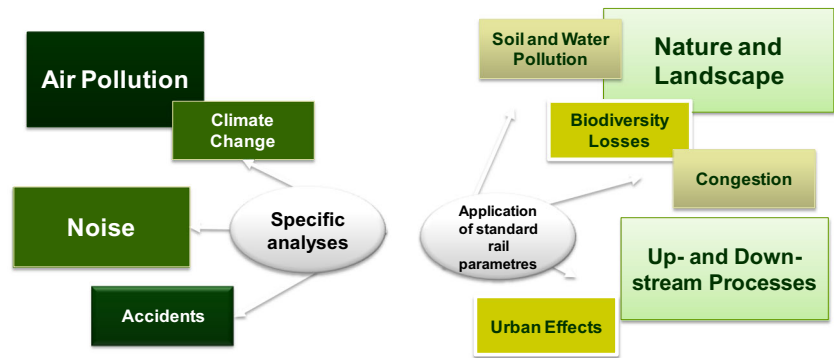 Air Pollution
Climate
Change
Noise
Specific
analyses
Accidents
Soil and Water
Pollution
Nature and
Landscape
Biodiversity
Losses
Congestion
Application
of standard
rail
parametres
Up- and Down-
stream Processes
Urban Effects